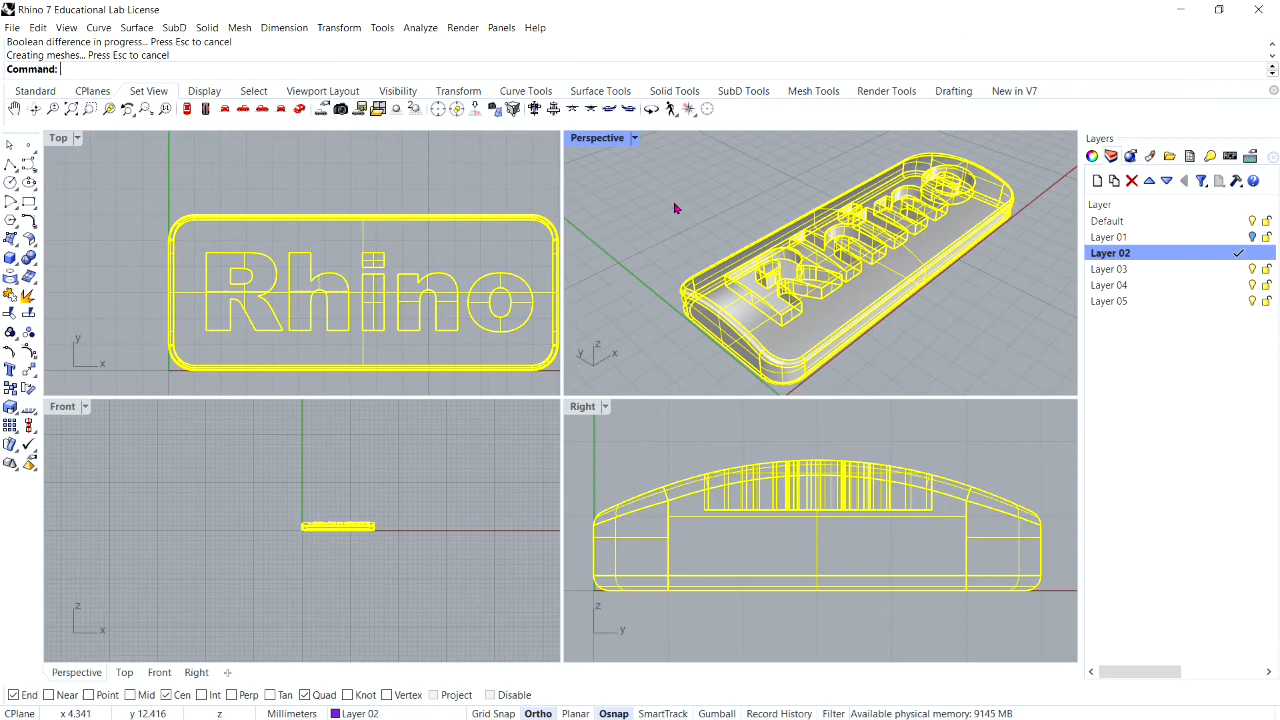 Rhino 7 Educational Lab License
File Edit View Curve Surface SubD Solid Mesh Dimension Transform Tools Analyze Render Panels Help
Boolean difference in progress... Press Esc to cancel
Creating meshes... Press Esc to cancel
Command:
Standard CPlanes Set View Display Select Viewport Layout Visibility Transform Curve Tools Surface Tools Solid Tools SubD Tools Mesh Tools Render Tools Drafting New in V7
Top
Rhino
y
x
Perspective
Rhino
z
y x
Front
z
x
Right
z
y
Layers
Layer
Default
Layer 01
Layer 02
Layer 03
Layer 04
Layer 05
Perspective Top Front Right
End Near Point Mid Cen Int Perp Tan Quad Knot Vertex Project Disable
CPlane x 4.341 y 12.416 z Millimeters Layer 02 Grid Snap Ortho Planar Osnap SmartTrack Gumball Record History Filter Available physical memory: 9145 MB